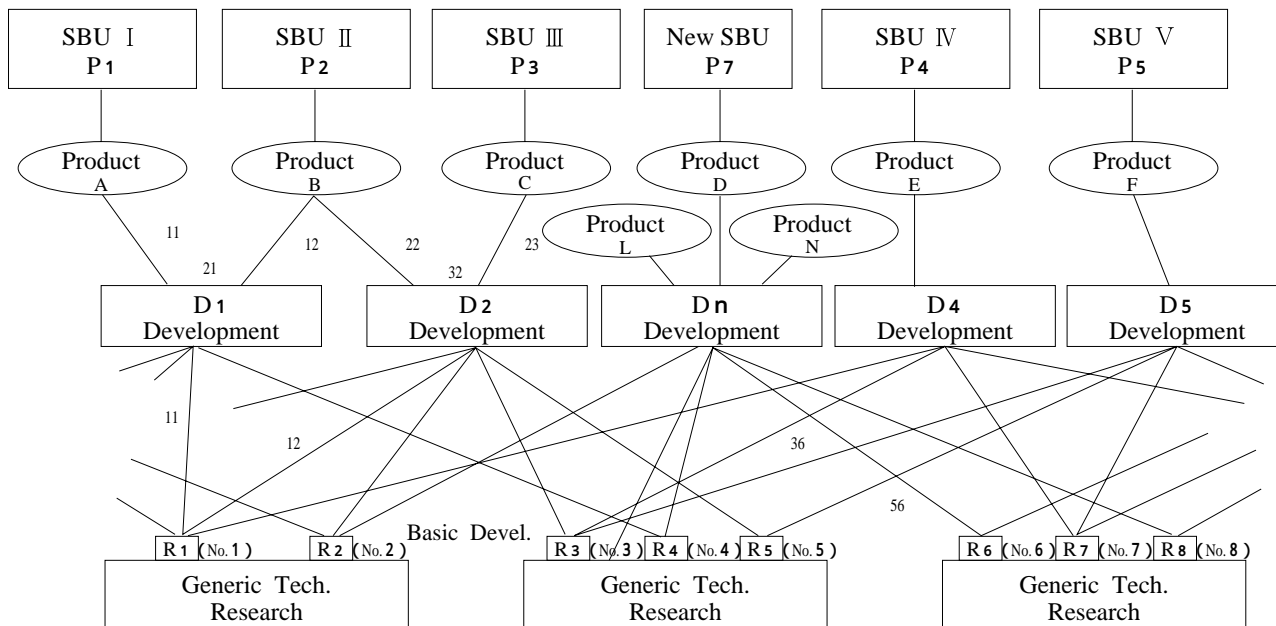 SBU Ⅰ
P1
SBU Ⅱ
P2
SBU Ⅲ
P3
New SBU
P7
SBU Ⅳ
P4
SBU Ⅴ
P5
Product
A
Product
B
Product
C
Product
D
Product
E
Product
F
Product
L
Product
N
11
12
22
23
21
32
D1
Development
D2
Development
Dn
Development
D4
Development
D5
Development
11
12
36
56
Basic Devel.
R1 (No.1)
R2 (No.2)
R3 (No.3)
R4 (No.4)
R5 (No.5)
R6 (No.6)
R7 (No.7)
R8 (No.8)
Generic Tech.
Research
Generic Tech.
Research
Generic Tech.
Research